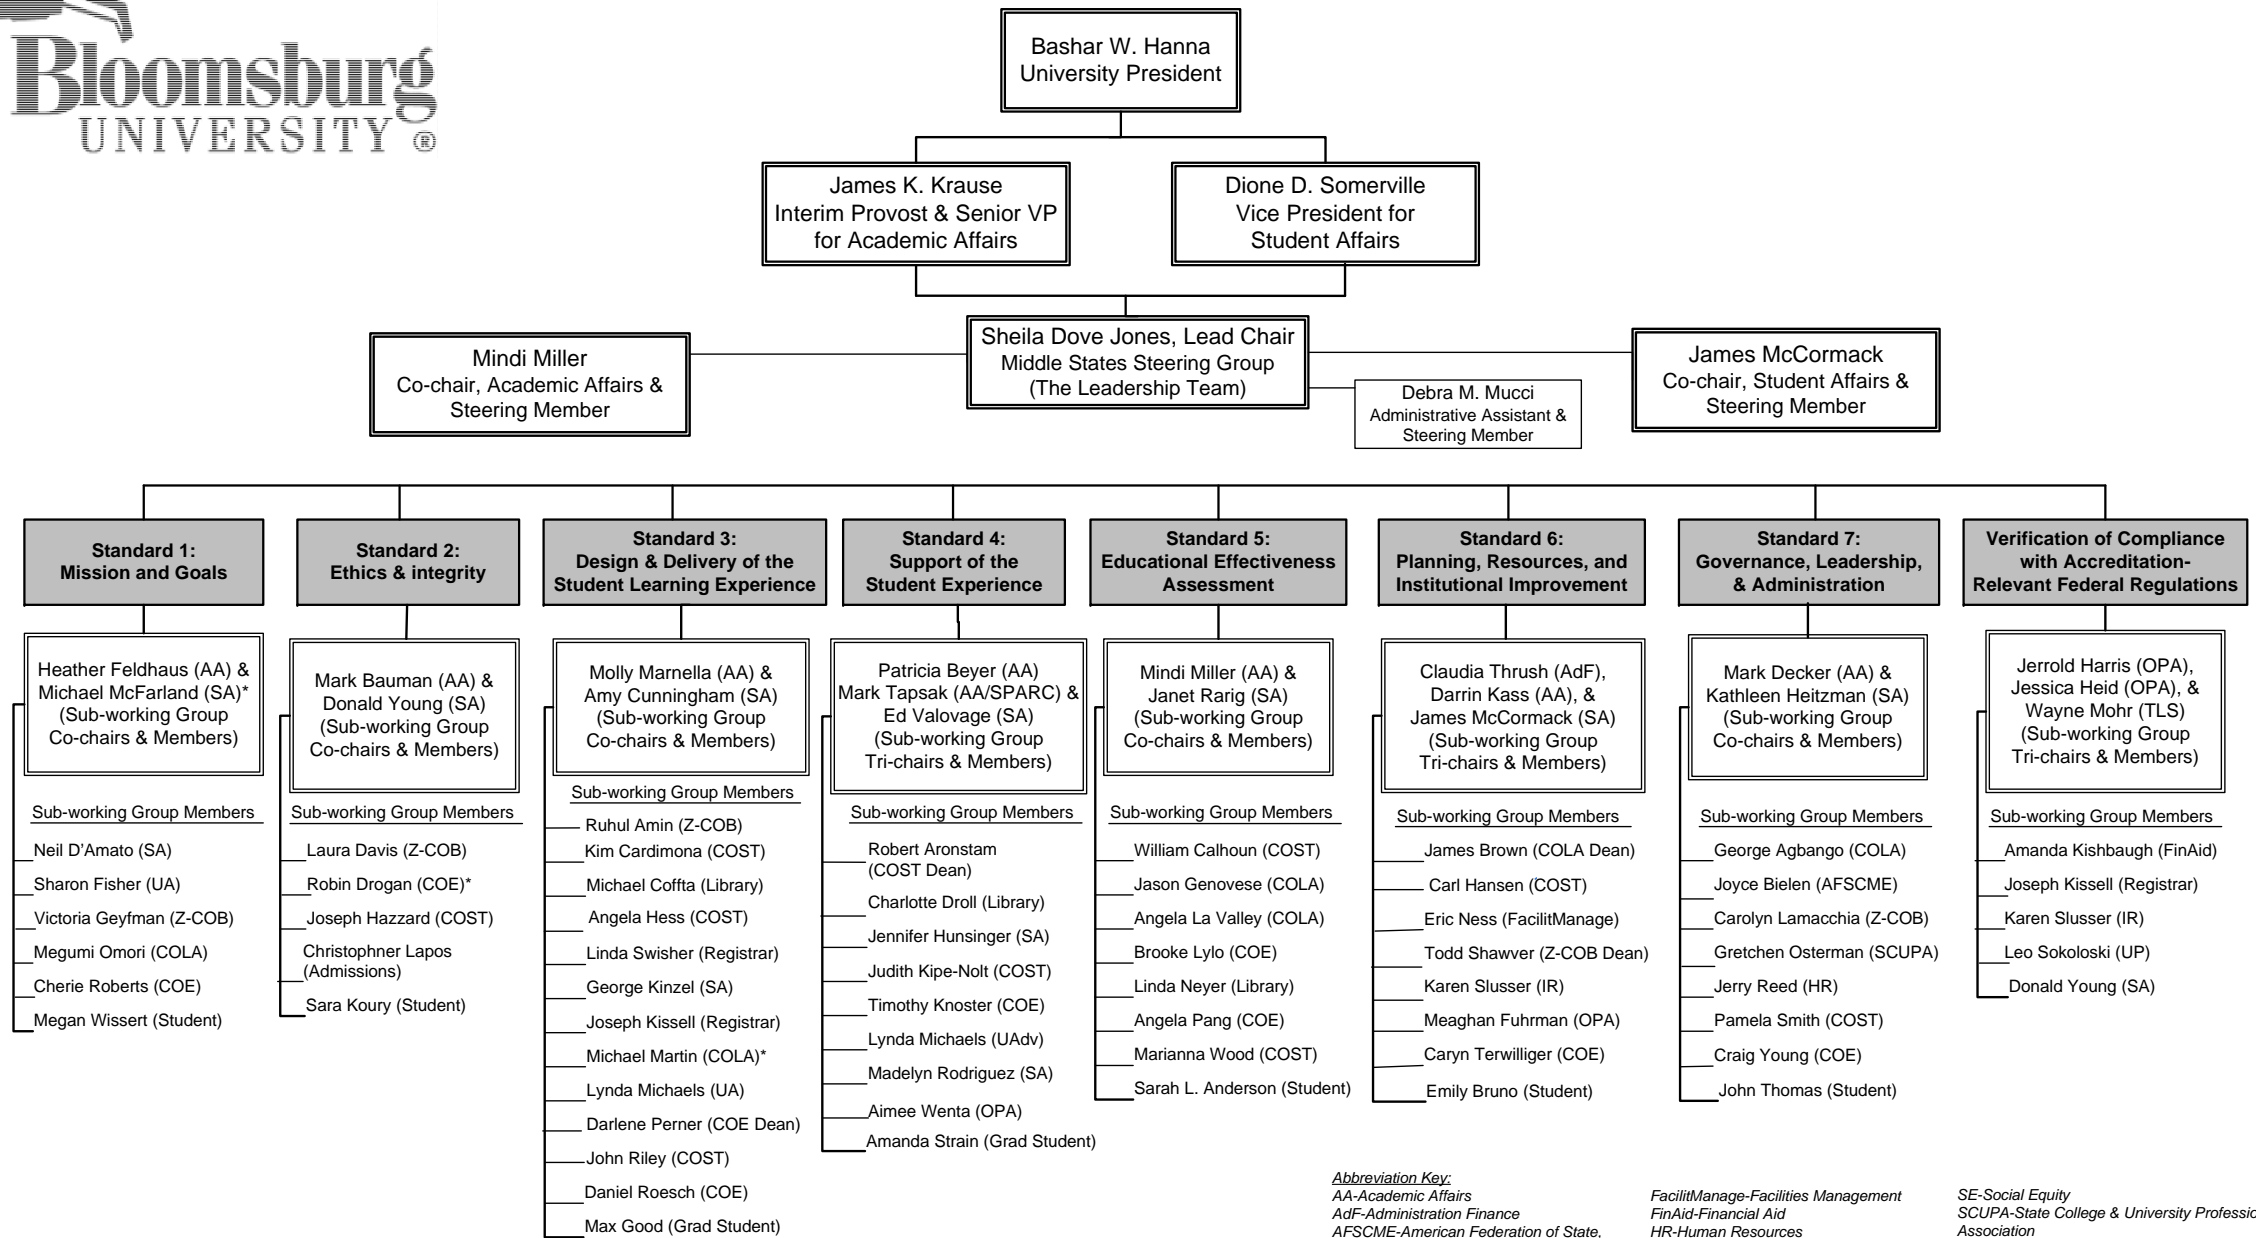 Bloomsburg
UNIVERSITY ®
Bashar W. Hanna
University President
James K. Krause
Interim Provost & Senior VP
for Academic Affairs
Dione D. Somerville
Vice President for
Student Affairs
Mindi Miller
Co-chair, Academic Affairs &
Steering Member
Sheila Dove Jones, Lead Chair
Middle States Steering Group
(The Leadership Team)
Debra M. Mucci
Administrative Assistant &
Steering Member
James McCormack
Co-chair, Student Affairs &
Steering Member
Standard 1:
Mission and Goals
Heather Feldhaus (AA) &
Michael McFarland (SA)*
(Sub-working Group
Co-chairs & Members)
Sub-working Group Members
Neil D'Amato (SA)
Sharon Fisher (UA)
Victoria Geyfman (Z-COB)
Megumi Omori (COLA)
Cherie Roberts (COE)
Megan Wissert (Student)
Standard 2:
Ethics & integrity
Mark Bauman (AA) &
Donald Young (SA)
(Sub-working Group
Co-chairs & Members)
Sub-working Group Members
Laura Davis (Z-COB)
Robin Drogan (COE)*
Joseph Hazzard (COST)
Christophner Lapos
(Admissions)
Sara Koury (Student)
Standard 3:
Design & Delivery of the
Student Learning Experience
Molly Marnella (AA) &
Amy Cunningham (SA)
(Sub-working Group
Co-chairs & Members)
Sub-working Group Members
Ruhul Amin (Z-COB)
Kim Cardimona (COST)
Michael Coffta (Library)
Angela Hess (COST)
Linda Swisher (Registrar)
George Kinzel (SA)
Joseph Kissell (Registrar)
Michael Martin (COLA)*
Lynda Michaels (UA)
Darlene Perner (COE Dean)
John Riley (COST)
Daniel Roesch (COE)
Max Good (Grad Student)
Standard 4:
Support of the
Student Experience
Patricia Beyer (AA)
Mark Tapsak (AA/SPARC) &
Ed Valovage (SA)
(Sub-working Group
Tri-chairs & Members)
Sub-working Group Members
Robert Aronstam
(COST Dean)
Charlotte Droll (Library)
Jennifer Hunsinger (SA)
Judith Kipe-Nolt (COST)
Timothy Knoster (COE)
Lynda Michaels (UAdv)
Madelyn Rodriguez (SA)
Aimee Wenta (OPA)
Amanda Strain (Grad Student)
Standard 5:
Educational Effectiveness
Assessment
Mindi Miller (AA) &
Janet Rarig (SA)
(Sub-working Group
Co-chairs & Members)
Sub-working Group Members
William Calhoun (COST)
Jason Genovese (COLA)
Angela La Valley (COLA)
Brooke Lylo (COE)
Linda Neyer (Library)
Angela Pang (COE)
Marianna Wood (COST)
Sarah L. Anderson (Student)
Standard 6:
Planning, Resources, and
Institutional Improvement
Claudia Thrush (AdF),
Darrin Kass (AA), &
James McCormack (SA)
(Sub-working Group
Tri-chairs & Members)
Sub-working Group Members
James Brown (COLA Dean)
Carl Hansen (COST)
Eric Ness (FacilitManage)
Todd Shawver (Z-COB Dean)
Karen Slusser (IR)
Meaghan Fuhrman (OPA)
Caryn Terwilliger (COE)
Emily Bruno (Student)
Standard 7:
Governance, Leadership,
& Administration
Mark Decker (AA) &
Kathleen Heitzman (SA)
(Sub-working Group
Co-chairs & Members)
Sub-working Group Members
George Agbango (COLA)
Joyce Bielen (AFSCME)
Carolyn Lamacchia (Z-COB)
Gretchen Osterman (SCUPA)
Jerry Reed (HR)
Pamela Smith (COST)
Craig Young (COE)
John Thomas (Student)
Verification of Compliance
with Accreditation-
Relevant Federal Regulations
Jerrold Harris (OPA),
Jessica Heid (OPA), &
Wayne Mohr (TLS)
(Sub-working Group
Tri-chairs & Members)
Sub-working Group Members
Amanda Kishbaugh (FinAid)
Joseph Kissell (Registrar)
Karen Slusser (IR)
Leo Sokoloski (UP)
Donald Young (SA)
Abbreviation Key:
AA-Academic Affairs
AdF-Administration Finance
AFSCME-American Federation of State,
FacilitManage-Facilities Management
FinAid-Financial Aid
HR-Human Resources
SE-Social Equity
SCUPA-State College & University
Association